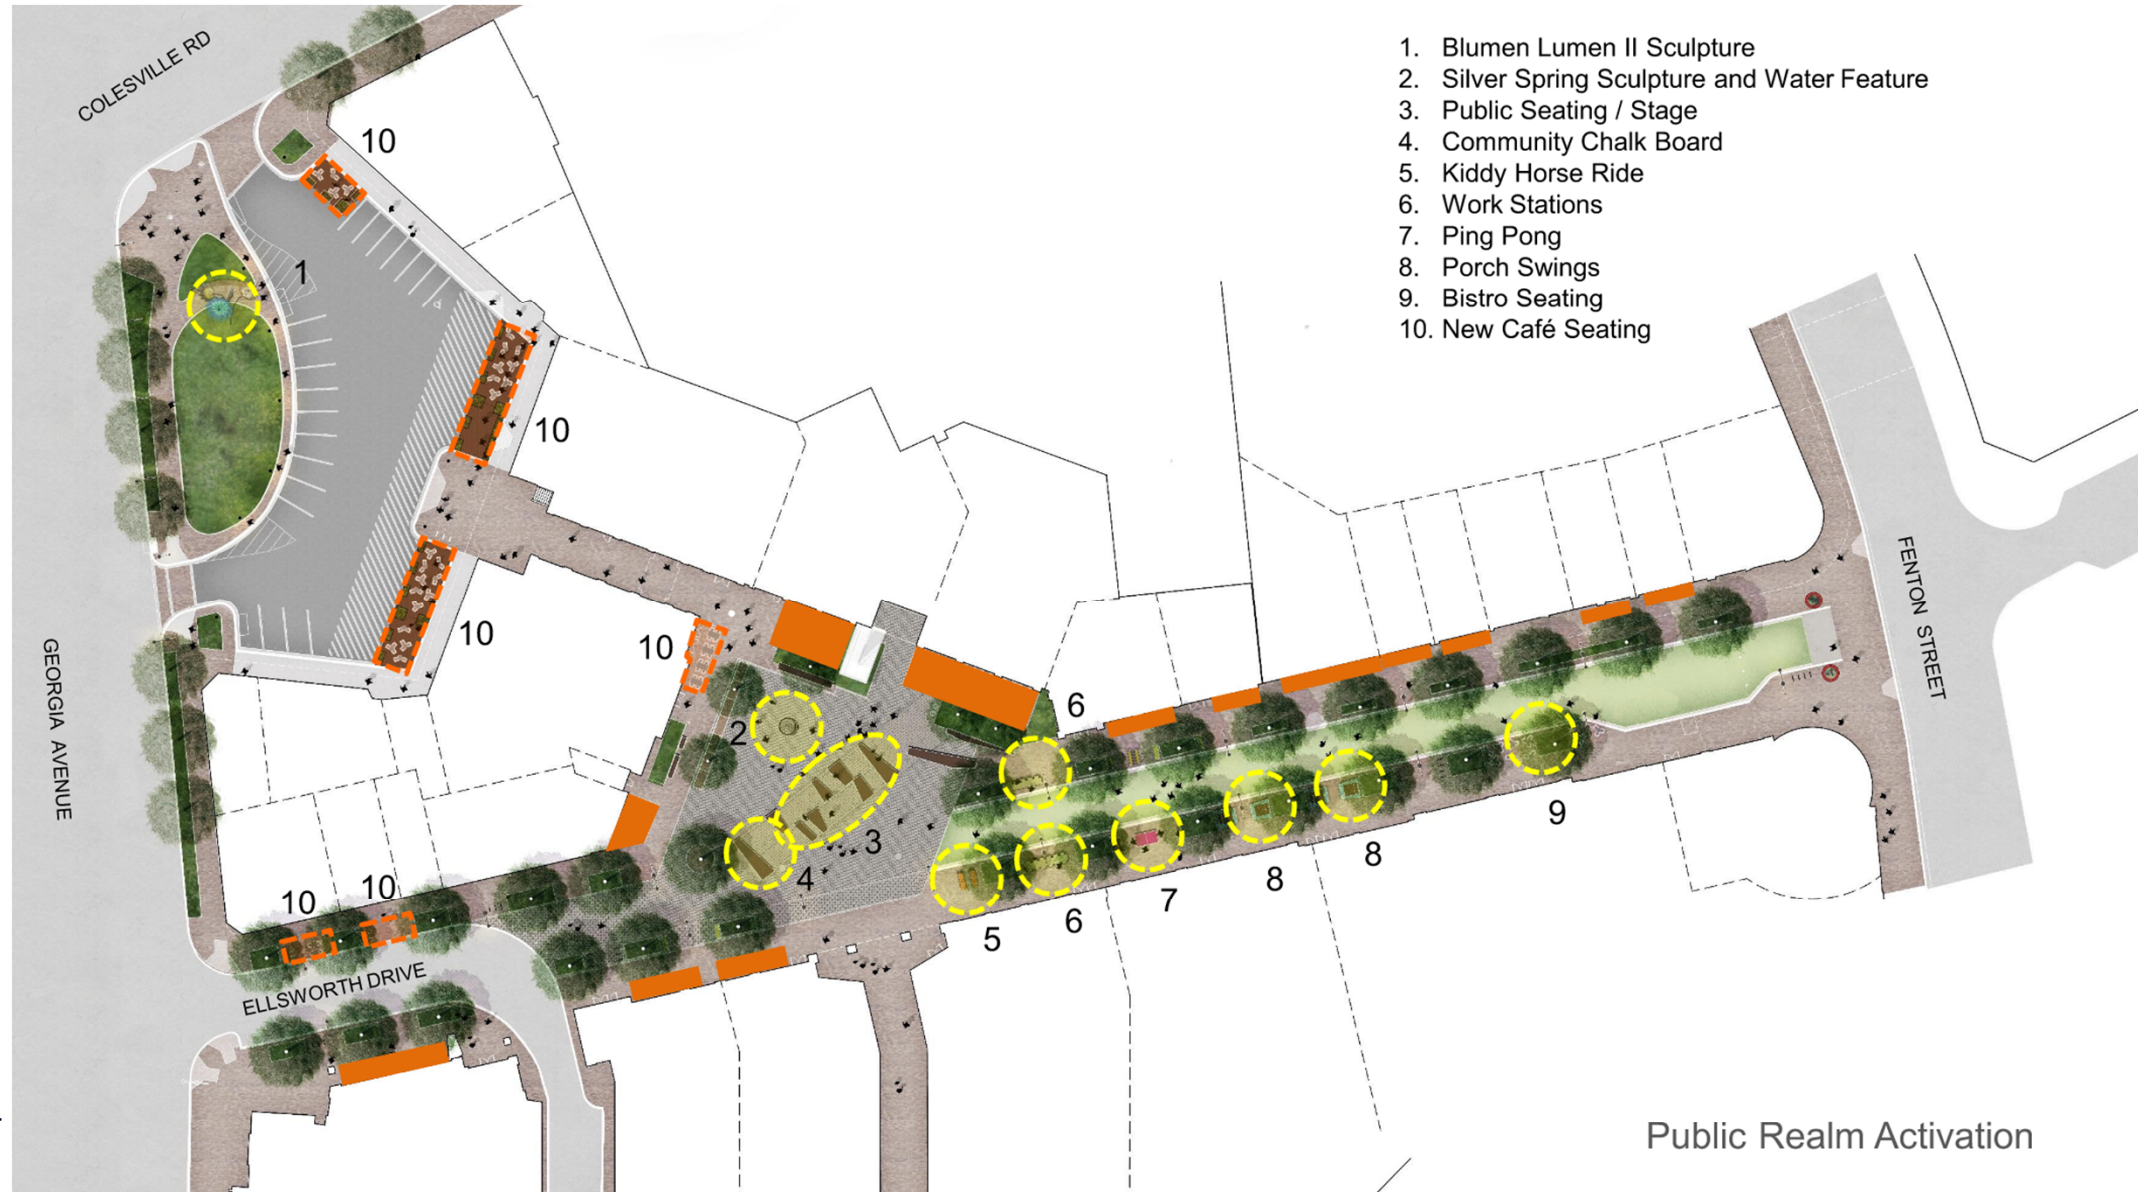 COLESVILLE RD
1. Blumen Lumen II Sculpture
2. Silver Spring Sculpture and Water Feature
3. Public Seating / Stage
4. Community Chalk Board
5. Kiddy Horse Ride
6. Work Stations
7. Ping Pong
8. Porch Swings
9. Bistro Seating
10. New Café Seating
10
1
10
10
10
6
2
3
4
9
8
8
7
6
5
10
10
FENTON STREET
GEORGIA AVENUE
ELLSWORTH DRIVE
Public Realm Activation